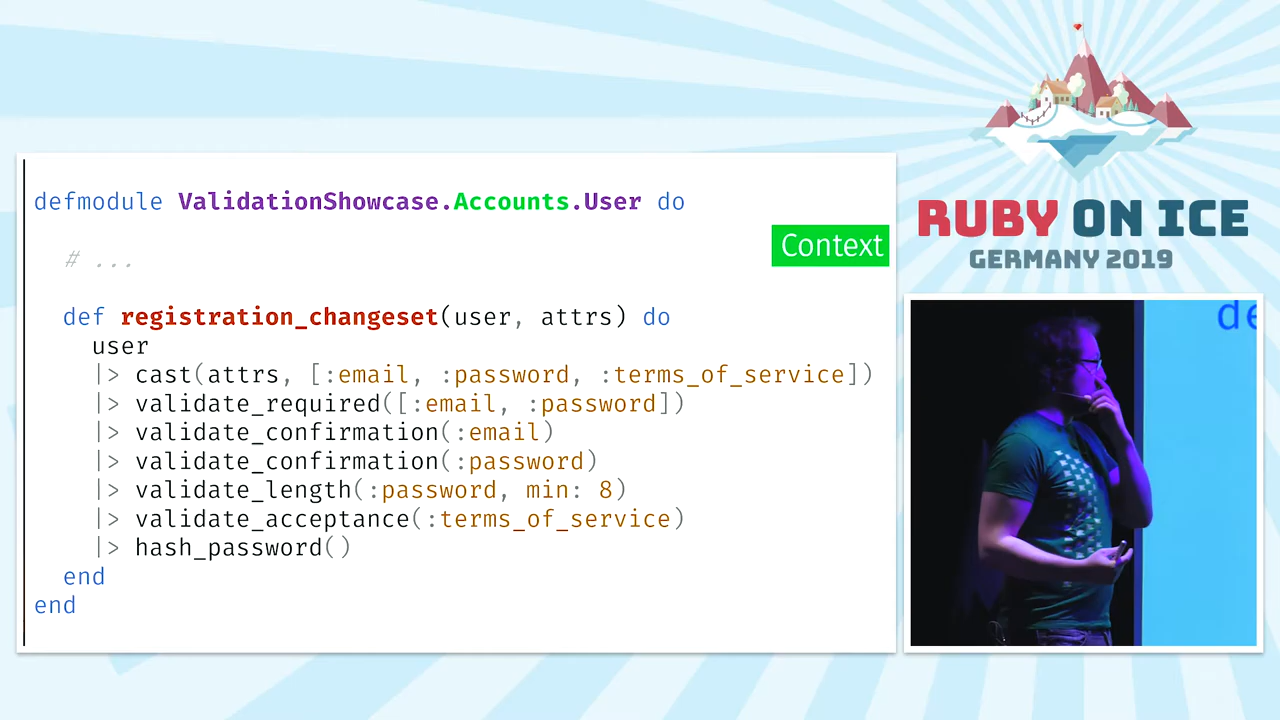 defmodule ValidationShowcase.Accounts.User do
Context
# ...
def registration_changeset(user, attrs) do
user
|> cast(attrs, [:email, :password, :terms_of_service])
|> validate_required([:email, :password])
|> validate_confirmation(:email)
|> validate_confirmation(:password)
|> validate_length(:password, min: 8)
|> validate_acceptance(:terms_of_service)
|> hash_password()
end
end
RUBY ON ICE
GERMANY 2019
de